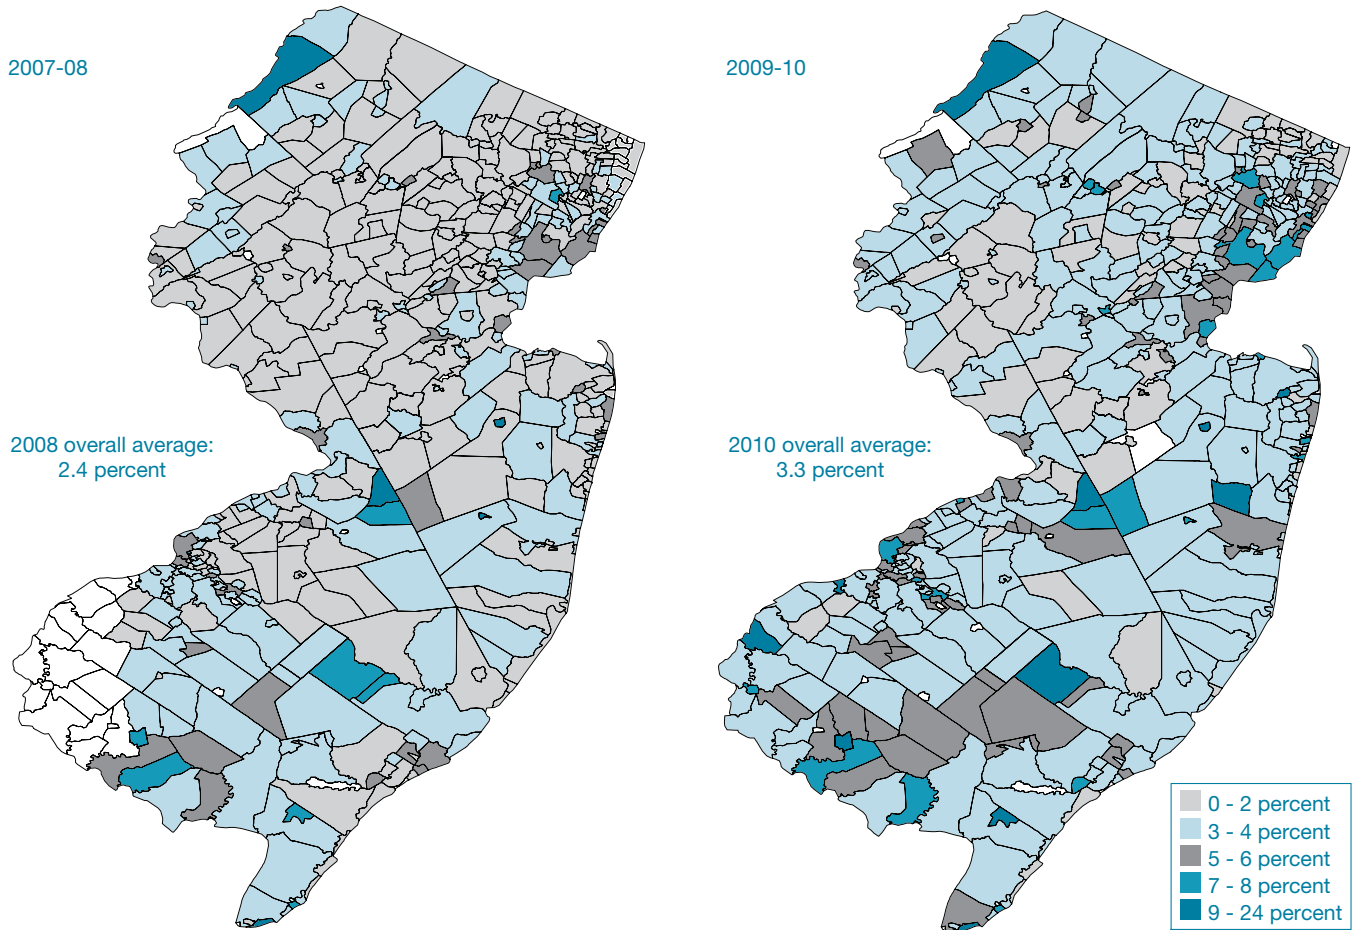 2007-08
2009-10
2008 overall average:
2.4 percent
2010 overall average:
3.3 percent
0 - 2 percent
3 - 4 percent
5 - 6 percent
7 - 8 percent
9 - 24 percent